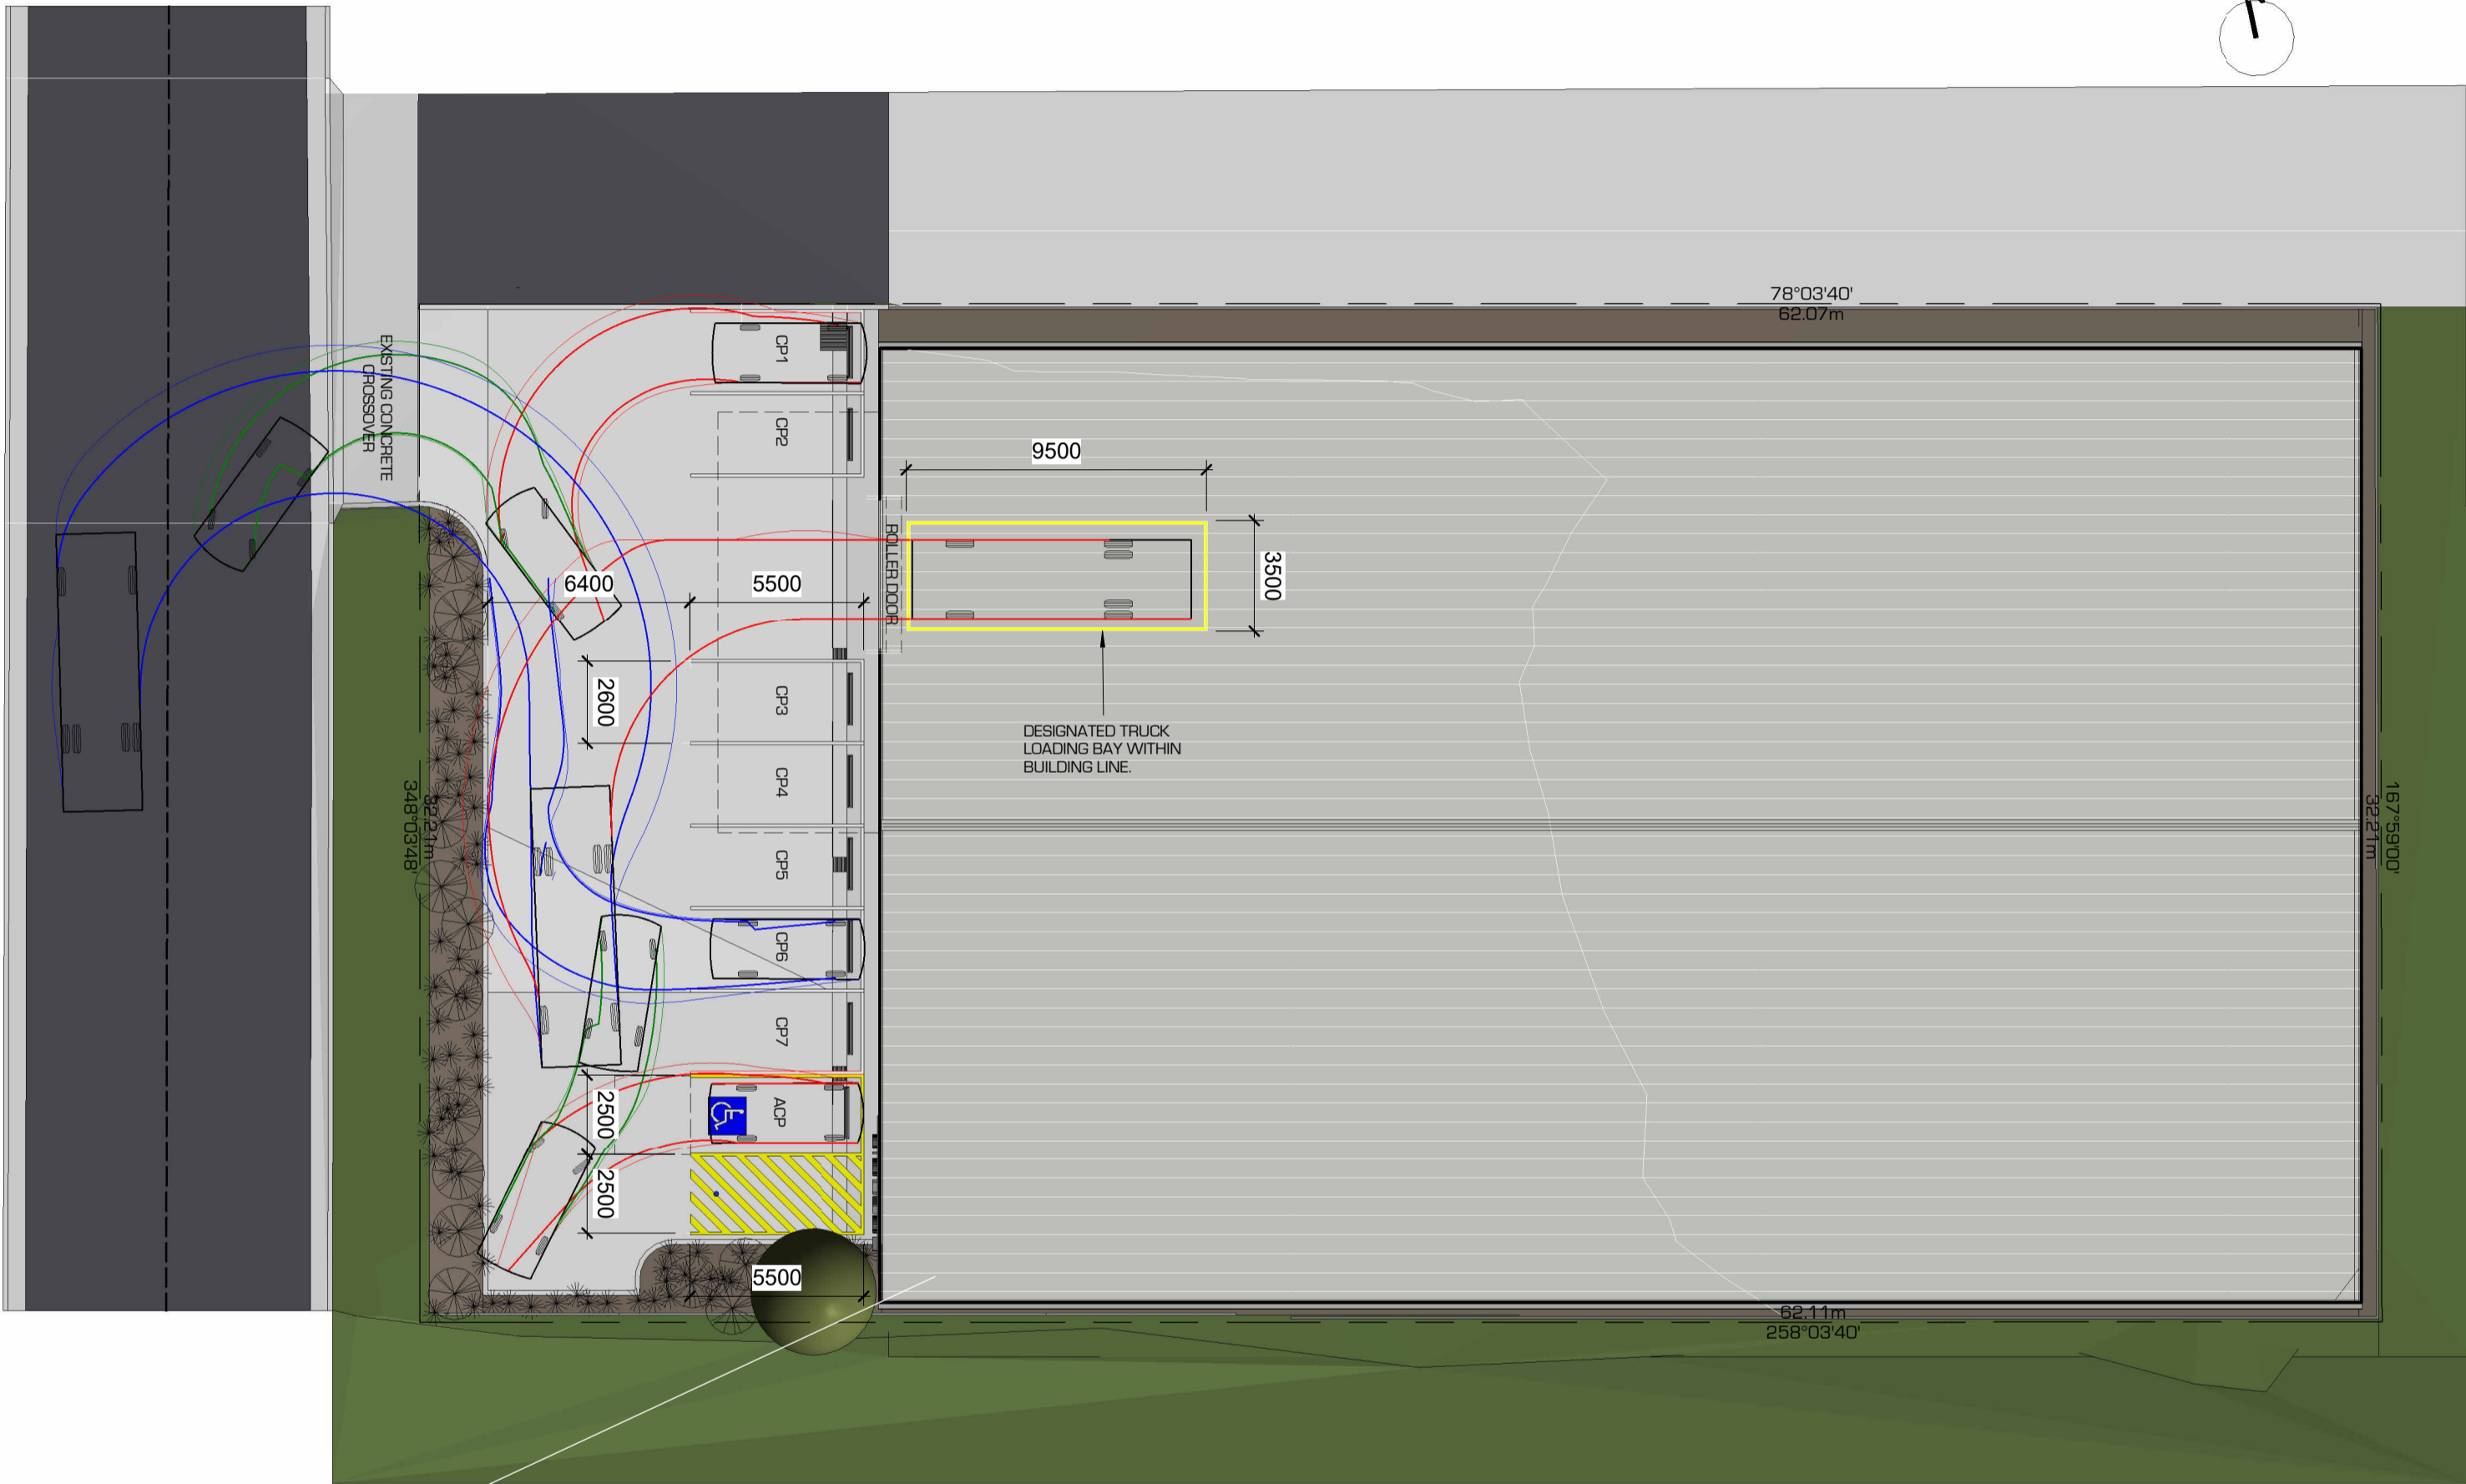 78°03'40'
62.07m
EXISTING CONCRETE
CROSSOVER
CP1
CP2
9500
3500
ROLLER DOOR
6400
5500
2600
CP3
DESIGNATED TRUCK
LOADING BAY WITHIN
BUILDING LINE.
CP4
CP5
CP6
CP7
32.21m
348°03'48'
167°59'00'
32.21m
2500
ACP
2500
5500
62.11m
258°03'40'